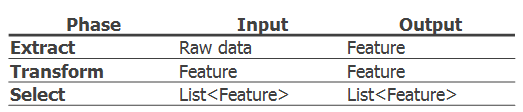 Phase Input Output
Extract Raw data Feature
Transform Feature Feature
Select List<Feature> List<Feature>